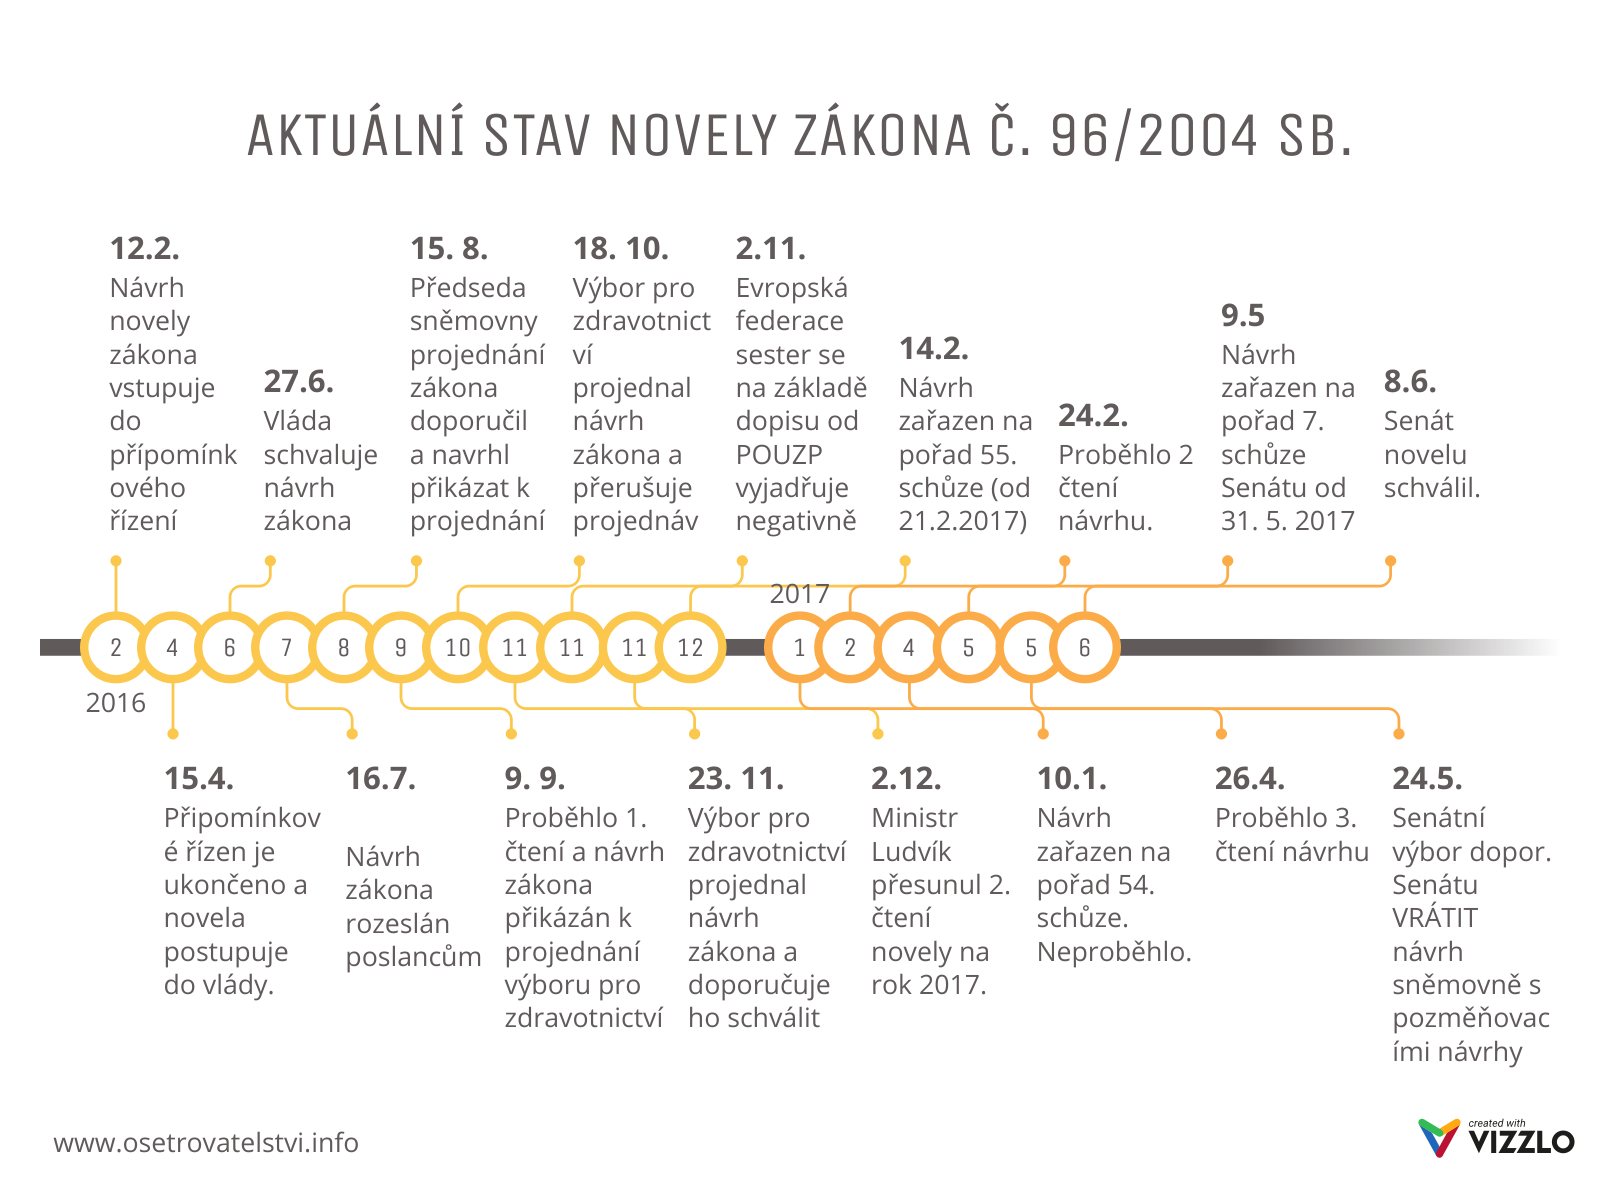 AKTUÁLNÍ STAV NOVELY ZÁKONA Č. 96/2004 SB.
12.2.
Návrh
novely
zákona
vstupuje
do
přípomínk
ového
řízení
27.6.
Vláda
schvaluje
návrh
zákona
15. 8.
Předseda
sněmovny
projednání
zákona
doporučil
a navrhl
přikázat k
projednání
18. 10.
Výbor pro
zdravotnict
ví
projednal
návrh
zákona a
přerušuje
projednáv
2.11.
Evropská
federace
sester se
na základě
dopisu od
POUZP
vyjadřuje
negativně
14.2.
Návrh
zařazen na
pořad 55.
schůze (od
21.2.2017)
24.2.
Proběhlo 2
čtení
návrhu.
9.5
Návrh
zařazen na
pořad 7.
schůze
Senátu od
31. 5. 2017
8.6.
Senát
novelu
schválil.
2017
2 4 6 7 8 9 10 11 11 11 12 1 2 4 5 5 6
2016
15.4.
Připomínkov
é řízen je
ukončeno a
novela
postupuje
do vlády.
16.7.
Návrh
zákona
rozeslán
poslancům
9. 9.
Proběhlo 1.
čtení a návrh
zákona
přikázán k
projednání
výboru pro
zdravotnictví
23. 11.
Výbor pro
zdravotnictví
projednal
návrh
zákona a
doporučuje
ho schválit
2.12.
Ministr
Ludvík
přesunul 2.
čtení
novely na
rok 2017.
10.1.
Návrh
zařazen na
pořad 54.
schůze.
Neproběhlo.
26.4.
Proběhlo 3.
čtení návrhu
24.5.
Senátní
výbor dopor.
Senátu
VRÁTIT
návrh
sněmovně s
pozměňovac
ími návrhy
www.osetrovatelstvi.info
created with
VIZZLO